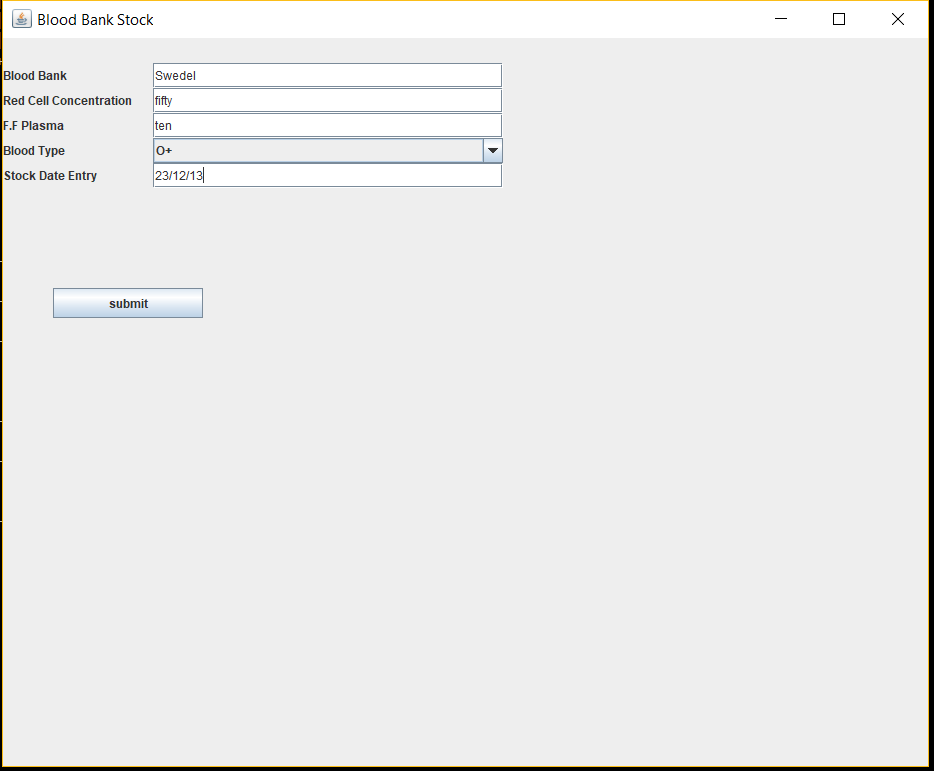 Blood Bank Stock
Blood Bank Swedel
Red Cell Concentration fifty
F.F Plasma ten
Blood Type O+
Stock Date Entry 23/12/13
submit